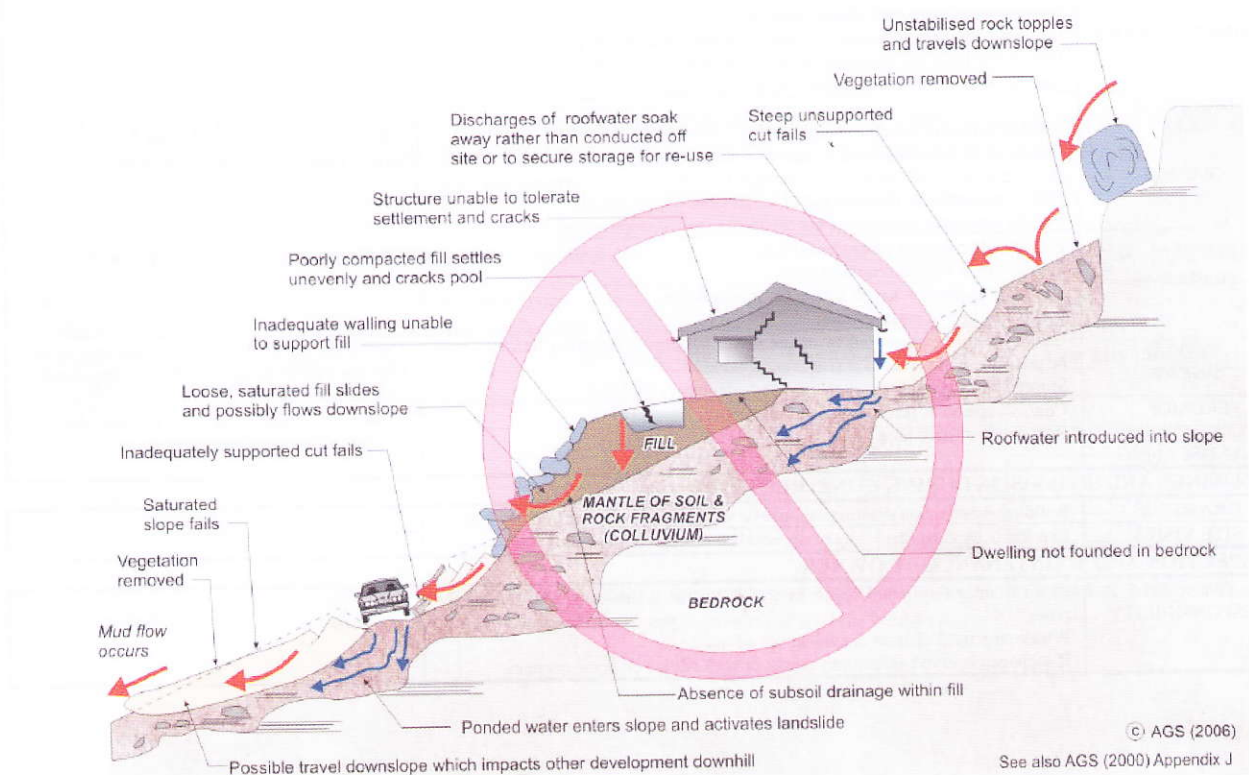 Unstabilised rock topples
and travels downslope
Vegetation removed
Discharges of roofwater soak
away rather than conducted off
site or to secure storage for re-use
Steep unsupported
cut fails
Structure unable to tolerate
settlement and cracks
Poorly compacted fill settles
unevenly and cracks pool
Inadequate walling unable
to support fill
Loose, saturated fill slides
and possibly flows downslope
Inadequately supported cut fails
Roofwater introduced into slope
FILL
MANTLE OF SOIL &
ROCK FRAGMENTS
(COLLUVIUM)
Saturated
slope fails
Dwelling not founded in bedrock
Vegetation
removed
BEDROCK
Mud flow
occurs
Absence of subsoil drainage within fill
Ponded water enters slope and activates landslide
Possible travel downslope which impacts other development downhill
© AGS (2006)
See also AGS (2000) Appendix J